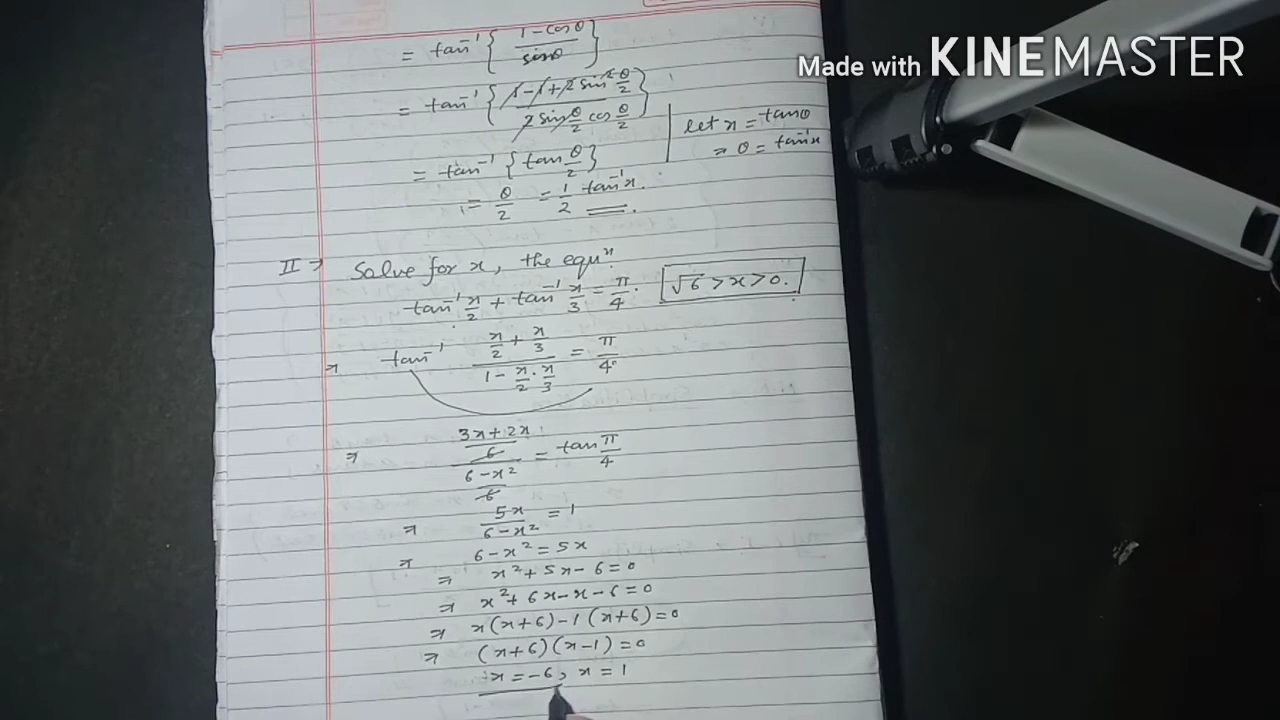 = tan⁻¹ { (1 - cosθ) / sinθ }
Made with KINEMASTER
= tan⁻¹ { (1 - 1 + 2 sin² θ/2) / (2 sin θ/2 cos θ/2) }
let x = tanθ
⇒ θ = tan⁻¹x
= tan⁻¹ { tan θ/2 }
= θ/2 = 1/2 tan⁻¹x.
II → Solve for x, the equⁿ.
tan⁻¹ x/2 + tan⁻¹ x/3 = π/4. √6 > x > 0.
⇒ tan⁻¹ (x/2 + x/3) / (1 - x/2 · x/3) = π/4
⇒ ((3x + 2x)/6) / ((6 - x²)/6) = tan π/4
⇒ 5x / (6 - x²) = 1
⇒ 6 - x² = 5x
⇒ x² + 5x - 6 = 0
⇒ x² + 6x - x - 6 = 0
⇒ x(x+6) - 1(x+6) = 0
⇒ (x+6)(x-1) = 0
x = -6, x = 1